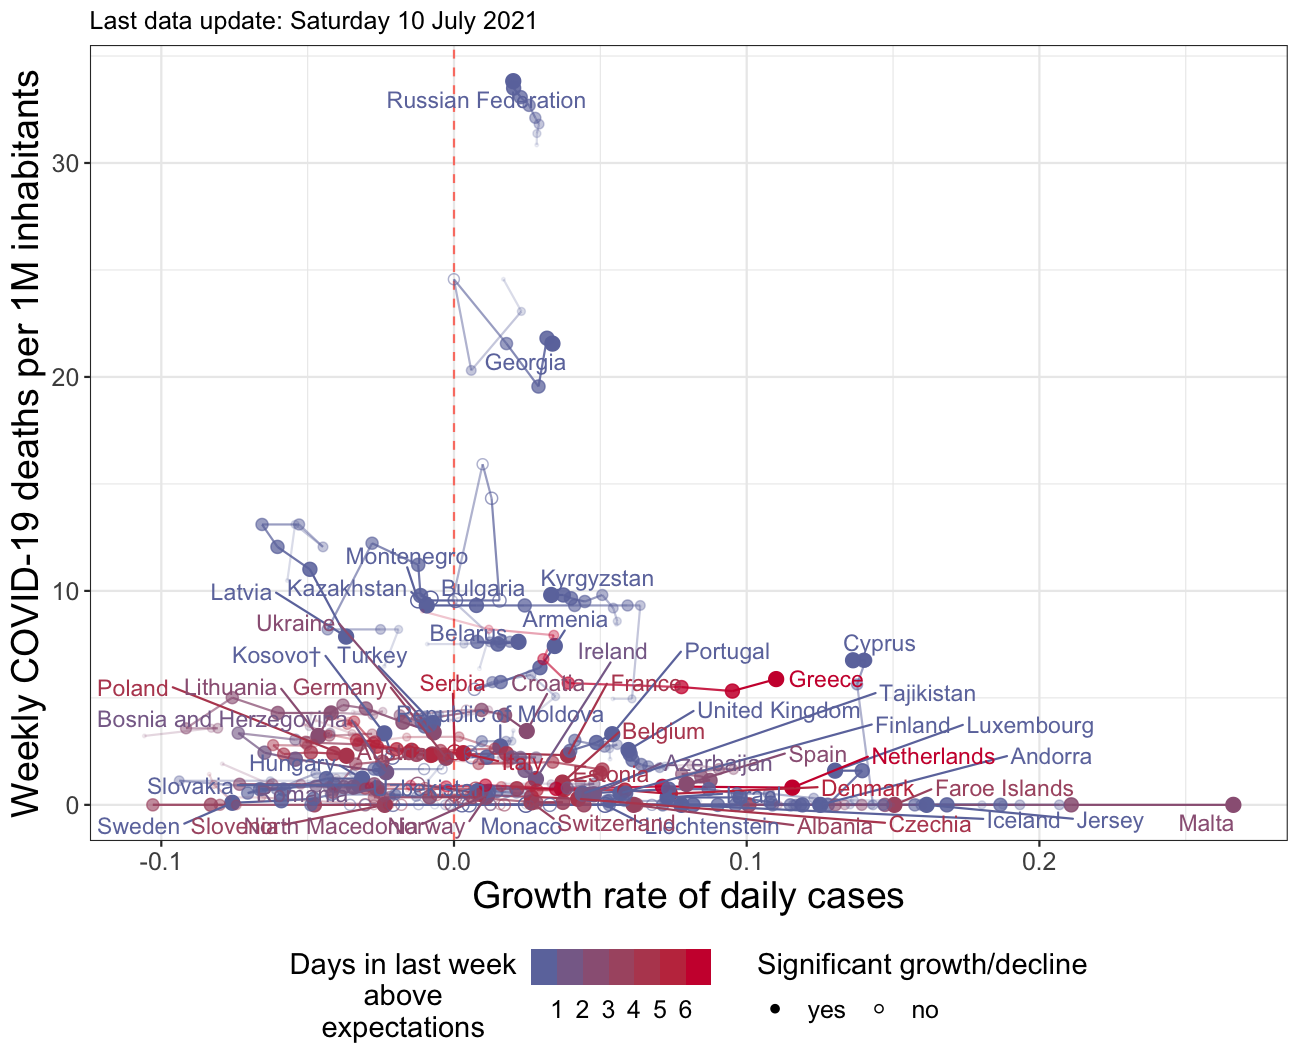 Last data update: Saturday 10 July 2021
Weekly COVID-19 deaths per 1M inhabitants
30
20
10
0
Russian Federation
Georgia
Montenegro
Latvia
Kazakhstan
Bulgaria
Kyrgyzstan
Ukraine
Belarus
Armenia
Kosovo†
Turkey
Ireland
Portugal
Cyprus
Poland
Lithuania
Germany
Serbia
Croatia
France
Greece
Tajikistan
Bosnia and Herzegovina
Republic of Moldova
United Kingdom
Finland
Luxembourg
Belgium
Hungary
Italy
Azerbaijan
Spain
Netherlands
Andorra
Slovakia
Romania
Estonia
Denmark
Faroe Islands
Sweden
Slovenia
North Macedonia
Norway
Monaco
Switzerland
Liechtenstein
Albania
Czechia
Iceland
Jersey
Malta
-0.1
0.0
0.1
0.2
Growth rate of daily cases
Days in last week
above
expectations
1 2 3 4 5 6
Significant growth/decline
yes
no